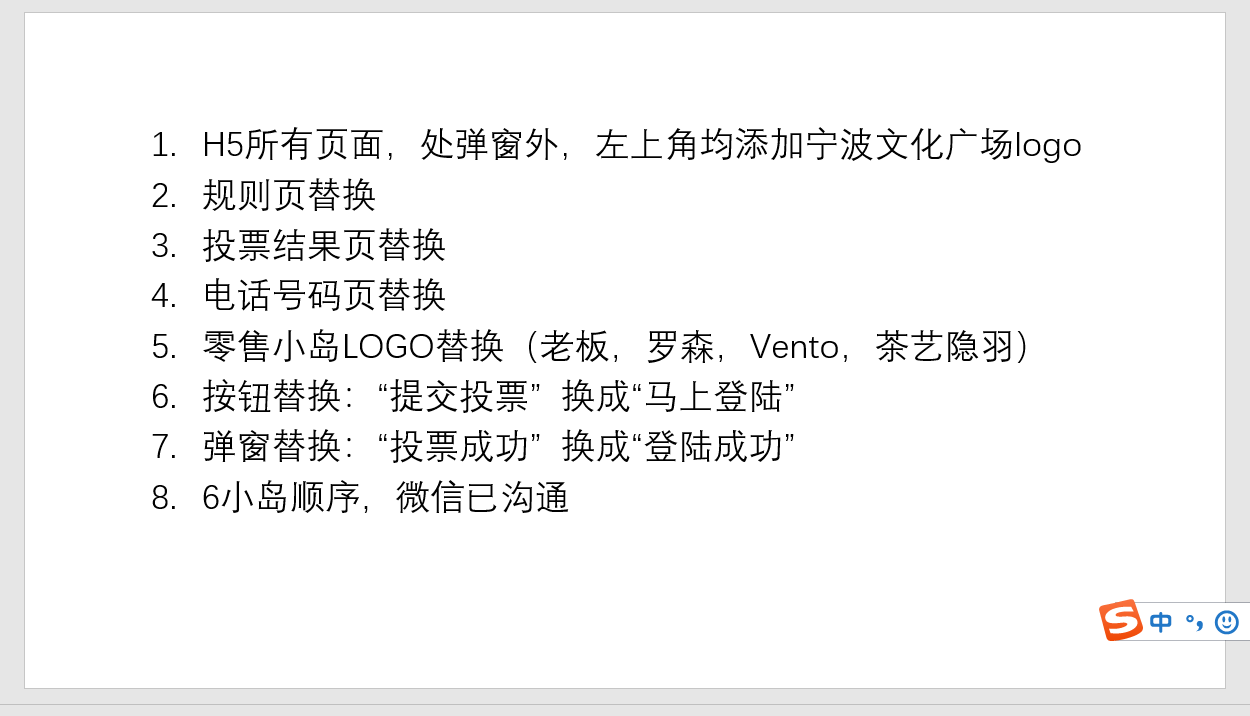 1. H5所有页面，处弹窗外，左上角均添加宁波文化广场logo
2. 规则页替换
3. 投票结果页替换
4. 电话号码页替换
5. 零售小岛LOGO替换（老板，罗森，Vento，茶艺隐羽）
6. 按钮替换：“提交投票” 换成“马上登陆”
7. 弹窗替换：“投票成功” 换成“登陆成功”
8. 6小岛顺序，微信已沟通
S 中 °,